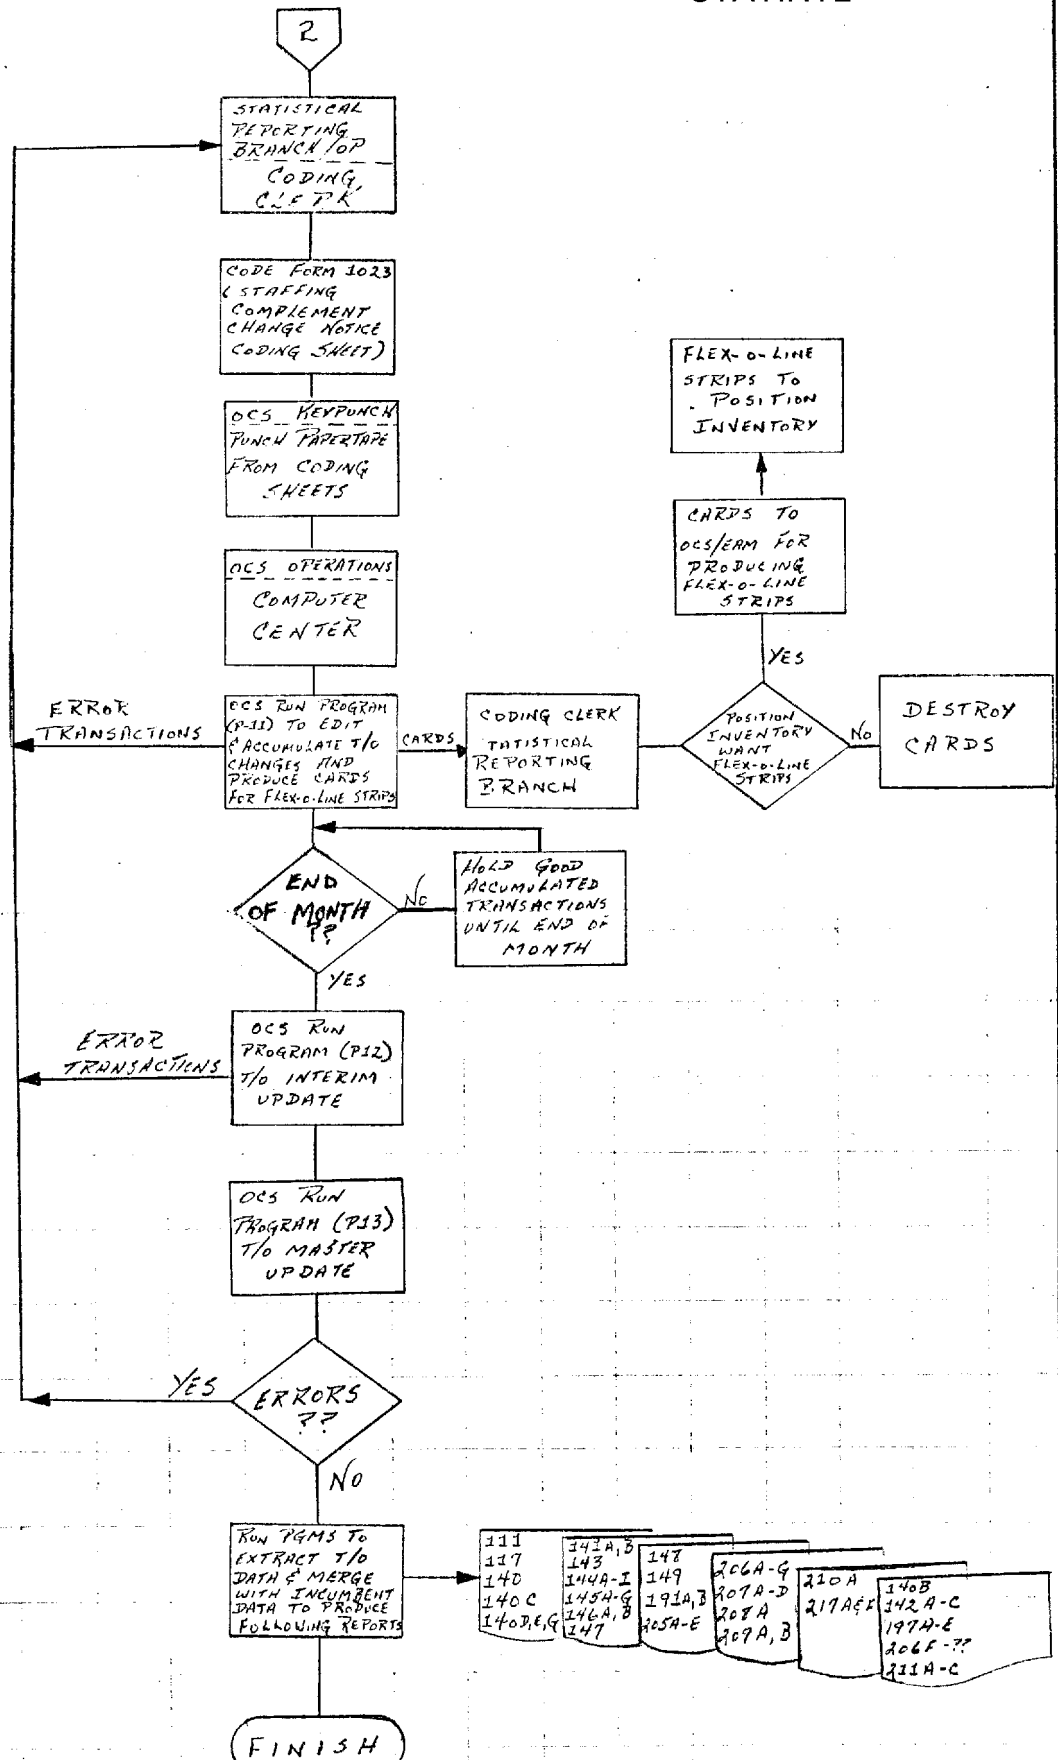 2
STATISTICAL
REPORTING
BRANCH/OP
CODING
CLERK
CODE FORM 1023
(STAFFING
COMPLEMENT
CHANGE NOTICE
CODING SHEET)
OCS KEYPUNCH
PUNCH PAPERTAPE
FROM CODING
SHEETS
OCS OPERATIONS
COMPUTER
CENTER
FLEX-O-LINE
STRIPS TO
POSITION
INVENTORY
CARDS TO
OCS/EAM FOR
PRODUCING
FLEX-O-LINE
STRIPS
YES
ERROR
TRANSACTIONS
OCS RUN PROGRAM
(P-11) TO EDIT
& ACCUMULATE T/O
CHANGES AND
PRODUCE CARDS
FOR FLEX-O-LINE STRIPS
CARDS
CODING CLERK
TATISTICAL
REPORTING
BRANCH
POSITION
INVENTORY
WANT
FLEX-O-LINE
STRIPS
NO
DESTROY
CARDS
END
OF MONTH
??
NO
HOLD GOOD
ACCUMULATED
TRANSACTIONS
UNTIL END OF
MONTH
YES
ERROR
TRANSACTIONS
OCS RUN
PROGRAM (P12)
T/O INTERIM
UPDATE
OCS RUN
PROGRAM (P13)
T/O MASTER
UPDATE
YES
ERRORS
??
NO
RUN PGMS TO
EXTRACT T/O
DATA & MERGE
WITH INCUMBENT
DATA TO PRODUCE
FOLLOWING REPORTS
111
117
140
140C
140D,E,G
141A,B
143
144A-I
145A-G
146A,B
147
148
149
191A,B
205A-E
206A-G
207A-D
208A
209A,B
210A
217A&
140B
142A-C
197A-E
206F-??
211A-C
FINISH